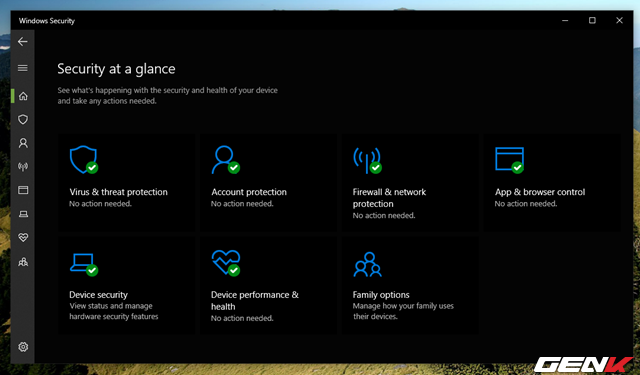 Windows Security
Security at a glance
See what's happening with the security and health of your device
and take any actions needed.
Virus & threat protection
No action needed.
Account protection
No action needed.
Firewall & network
protection
No action needed.
App & browser control
No action needed.
Device security
View status and manage
hardware security features
Device performance &
health
No action needed.
Family options
Manage how your family uses
their devices.
GENK